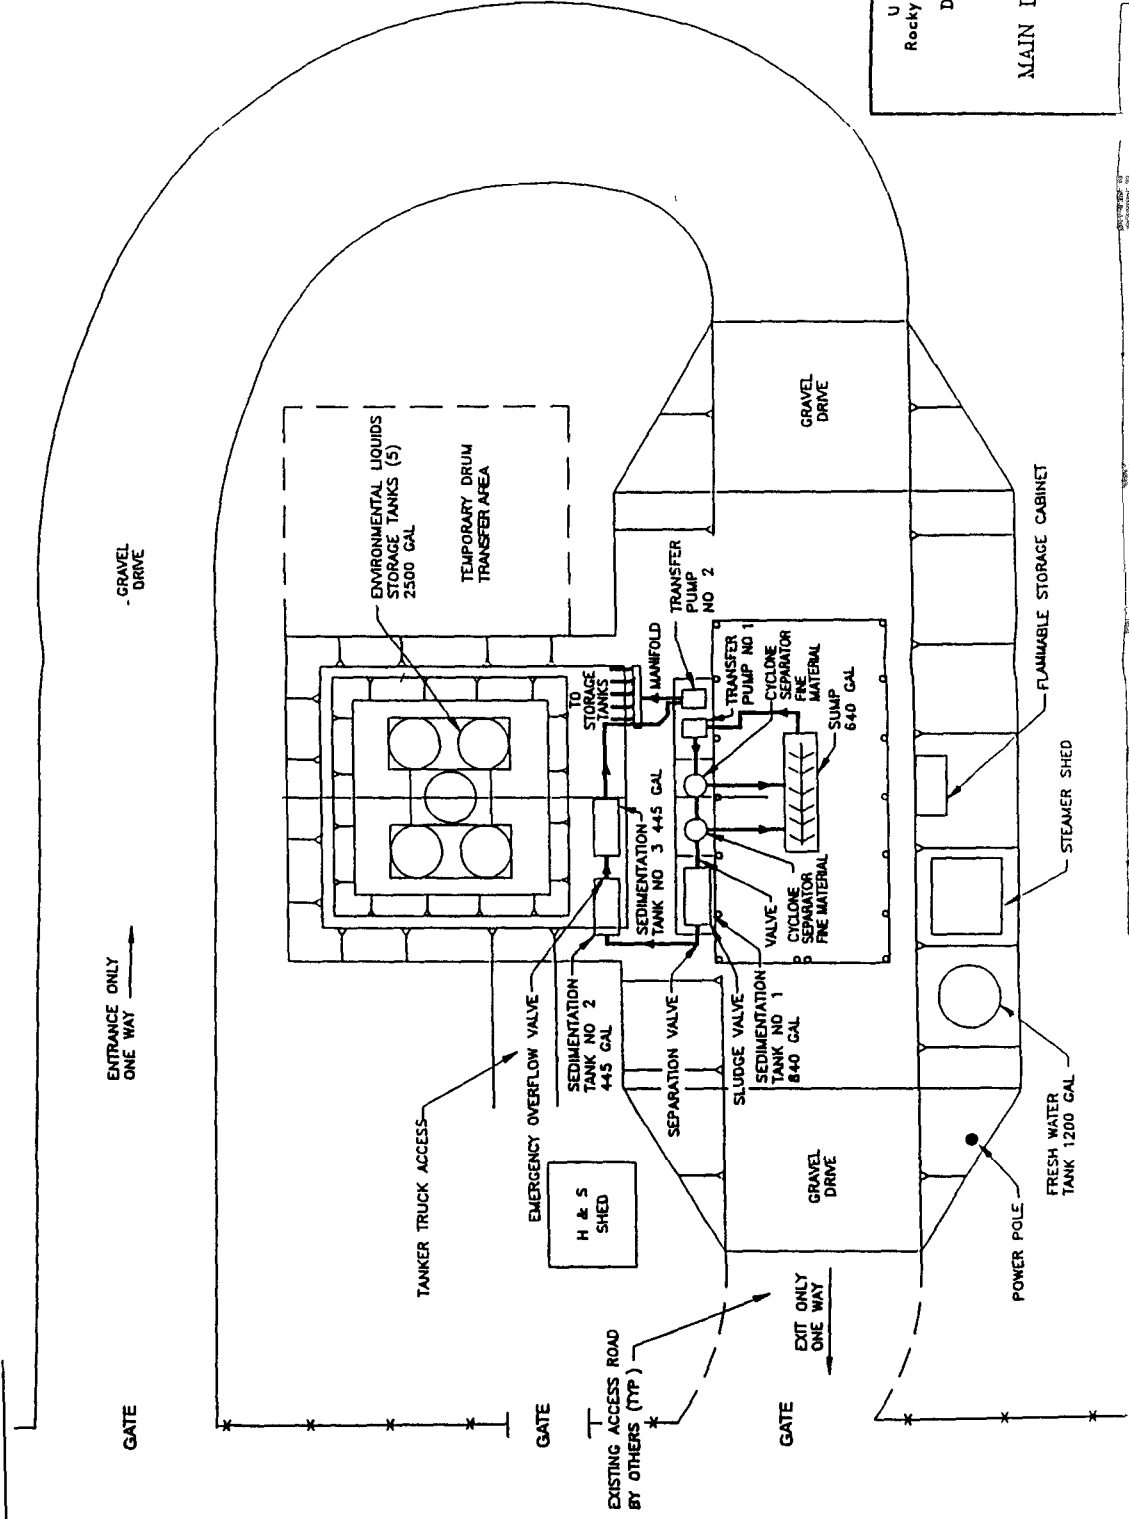 GATE
ENTRANCE ONLY
ONE WAY
GRAVEL
DRIVE
ENVIRONMENTAL LIQUIDS
STORAGE TANKS (5)
2500 GAL
TEMPORARY DRUM
TRANSFER AREA
TANKER TRUCK ACCESS
EMERGENCY OVERFLOW VALVE
SEDIMENTATION
TANK NO 2
445 GAL
TO
STORAGE
TANKS
SEDIMENTATION
TANK NO 3 445 GAL
MANIFOLD
TRANSFER
PUMP
NO 2
GATE
H & S
SHED
SEPARATION VALVE
SLUDGE VALVE
SEDIMENTATION
TANK NO 1
840 GAL
VALVE
CYCLONE
SEPARATOR
FINE MATERIAL
TRANSFER
PUMP NO 1
CYCLONE
SEPARATOR
FINE
MATERIAL
SUMP
640 GAL
EXISTING ACCESS ROAD
BY OTHERS (TYP)
GATE
EXIT ONLY
ONE WAY
GRAVEL
DRIVE
GRAVEL
DRIVE
POWER POLE
FRESH WATER
TANK 1200 GAL
STEAMER SHED
FLAMMABLE STORAGE CABINET
U
Rocky
D
MAIN